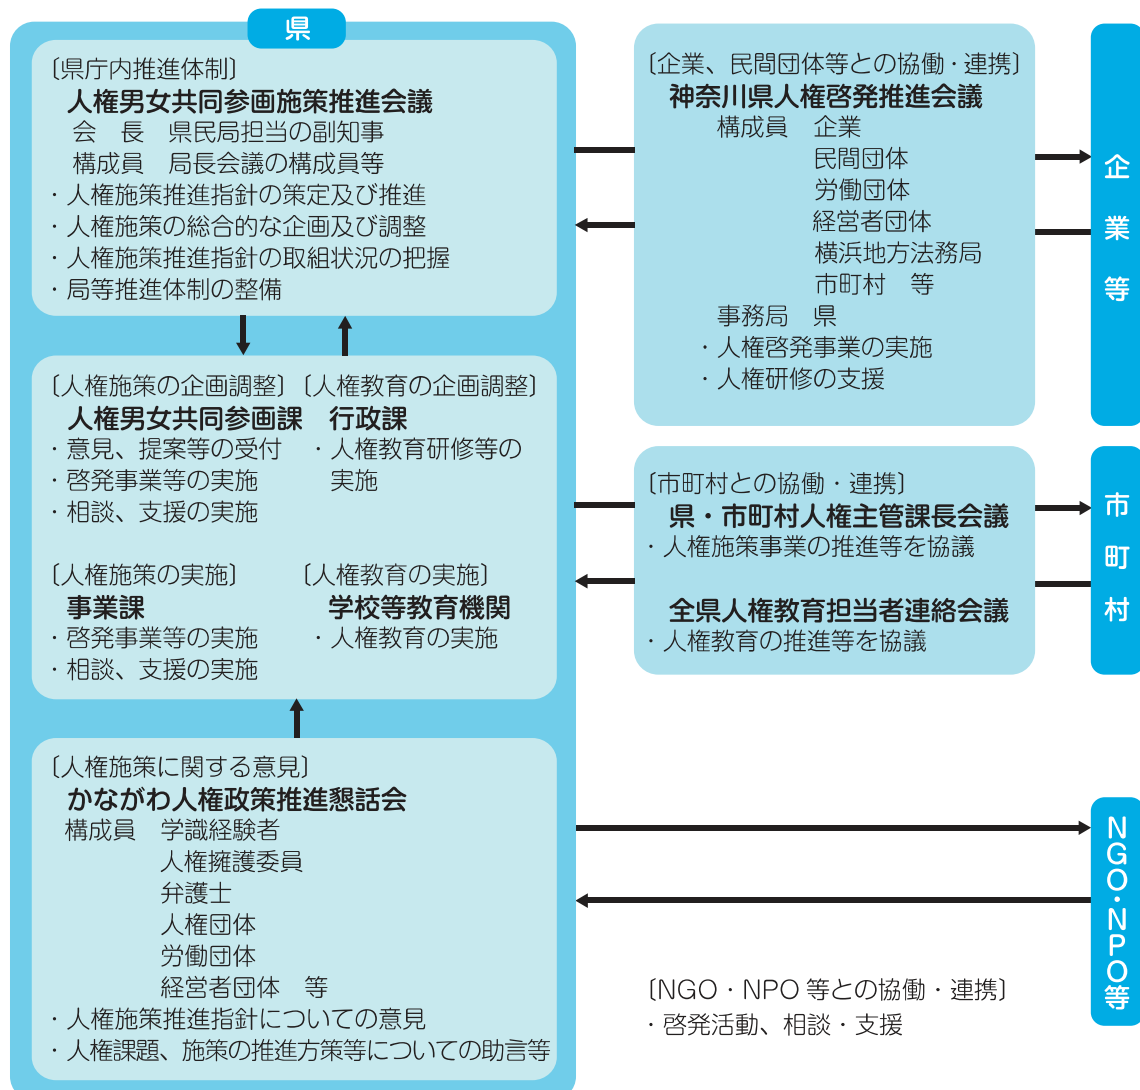 県
〔県庁内推進体制〕
人権男女共同参画施策推進会議
会　長　県民局担当の副知事
構成員　局長会議の構成員等
・人権施策推進指針の策定及び推進
・人権施策の総合的な企画及び調整
・人権施策推進指針の取組状況の把握
・局等推進体制の整備
〔人権施策の企画調整〕
人権男女共同参画課
・意見、提案等の受付
・啓発事業等の実施
・相談、支援の実施
〔人権教育の企画調整〕
行政課
・人権教育研修等の
実施
〔人権施策の実施〕
事業課
・啓発事業等の実施
・相談、支援の実施
〔人権教育の実施〕
学校等教育機関
・人権教育の実施
〔人権施策に関する意見〕
かながわ人権政策推進懇話会
構成員　学識経験者
人権擁護委員
弁護士
人権団体
労働団体
経営者団体　等
・人権施策推進指針についての意見
・人権課題、施策の推進方策等についての助言等
〔企業、民間団体等との協働・連携〕
神奈川県人権啓発推進会議
構成員　企業
民間団体
労働団体
経営者団体
横浜地方法務局
市町村　等
事務局　県
・人権啓発事業の実施
・人権研修の支援
企業等
〔市町村との協働・連携〕
県・市町村人権主管課長会議
・人権施策事業の推進等を協議
全県人権教育担当者連絡会議
・人権教育の推進等を協議
市町村
NGO・NPO等
〔NGO・NPO 等との協働・連携〕
・啓発活動、相談・支援